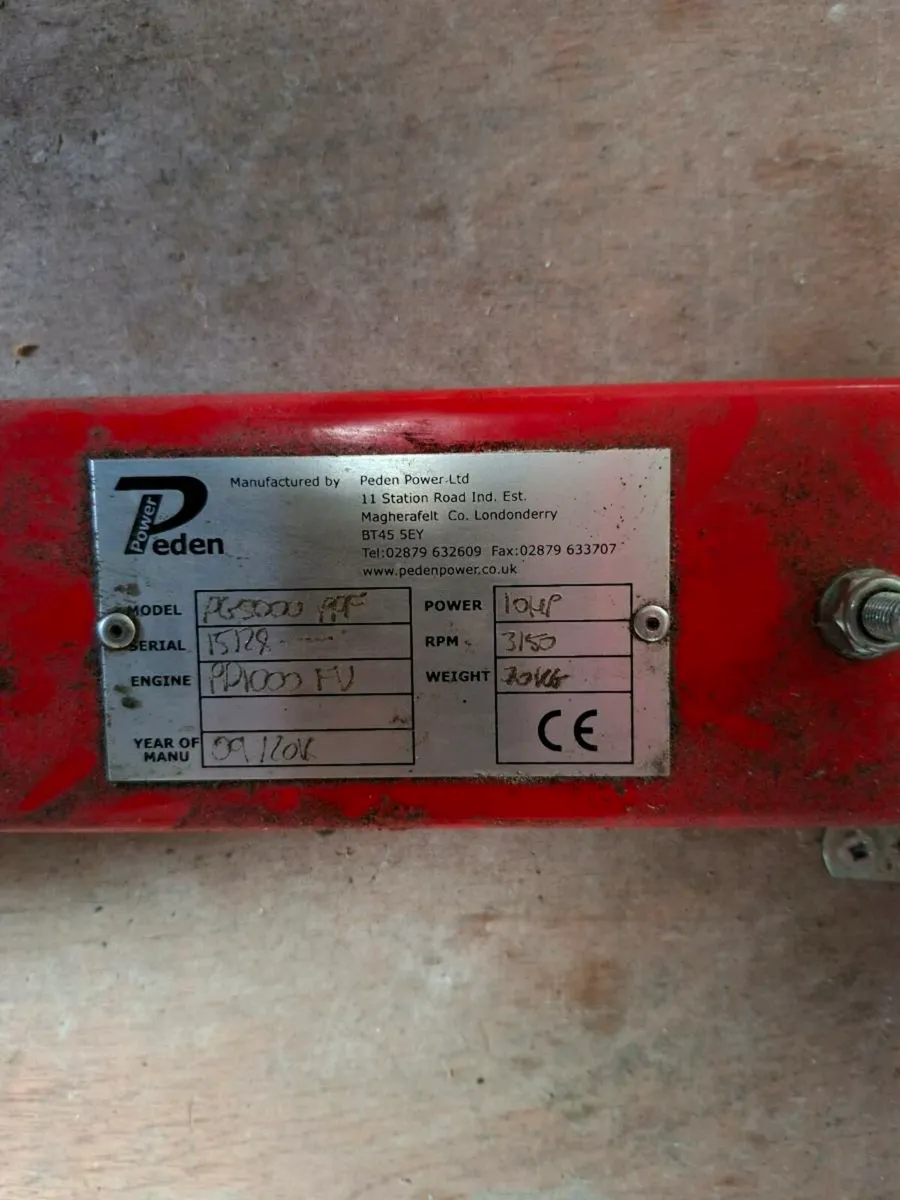 Power
Peden
Manufactured by Peden Power Ltd
11 Station Road Ind. Est.
Magherafelt Co. Londonderry
BT45 5EY
Tel:02879 632609 Fax:02879 633707
www.pedenpower.co.uk
MODEL PG5000 POWER 10HP
SERIAL 15128 RPM 3150
ENGINE WEIGHT
CE
YEAR OF
MANU